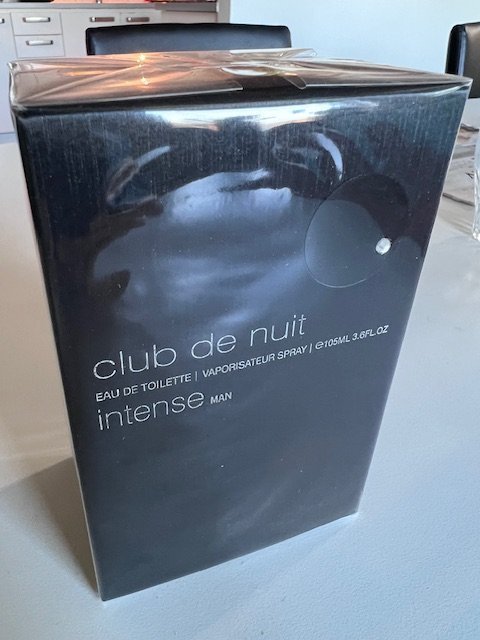 club de nuit
EAU DE TOILETTE | VAPORISATEUR SPRAY | ℮105ML 3.6FL.OZ
intense MAN